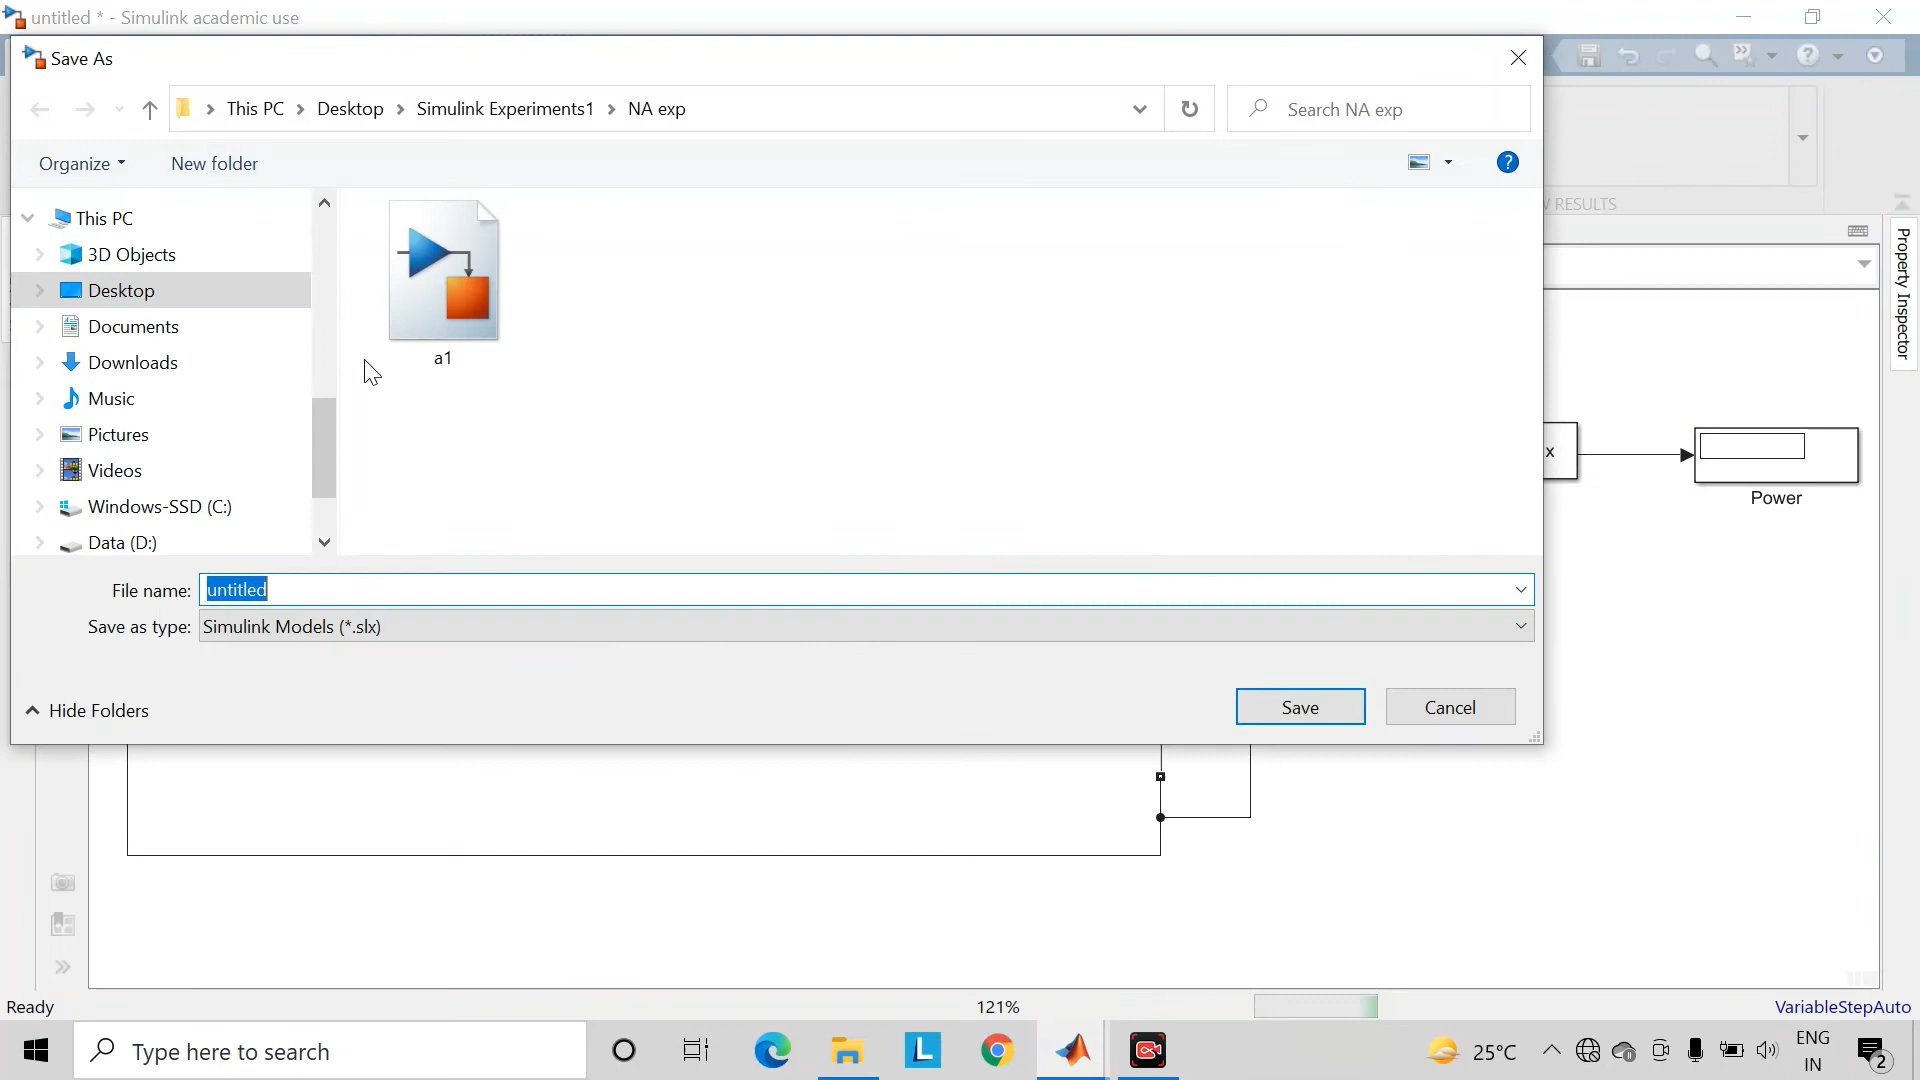 untitled * - Simulink academic use
Save As
This PC > Desktop > Simulink Experiments1 > NA exp
Search NA exp
Organize
New folder
This PC
3D Objects
Desktop
Documents
Downloads
Music
Pictures
Videos
Windows-SSD (C:)
Data (D:)
a1
File name: untitled
Save as type: Simulink Models (*.slx)
Hide Folders
Save
Cancel
RESULTS
Property Inspector
x
Power
Ready
121%
VariableStepAuto
Type here to search
L
25°C
ENG
IN
2